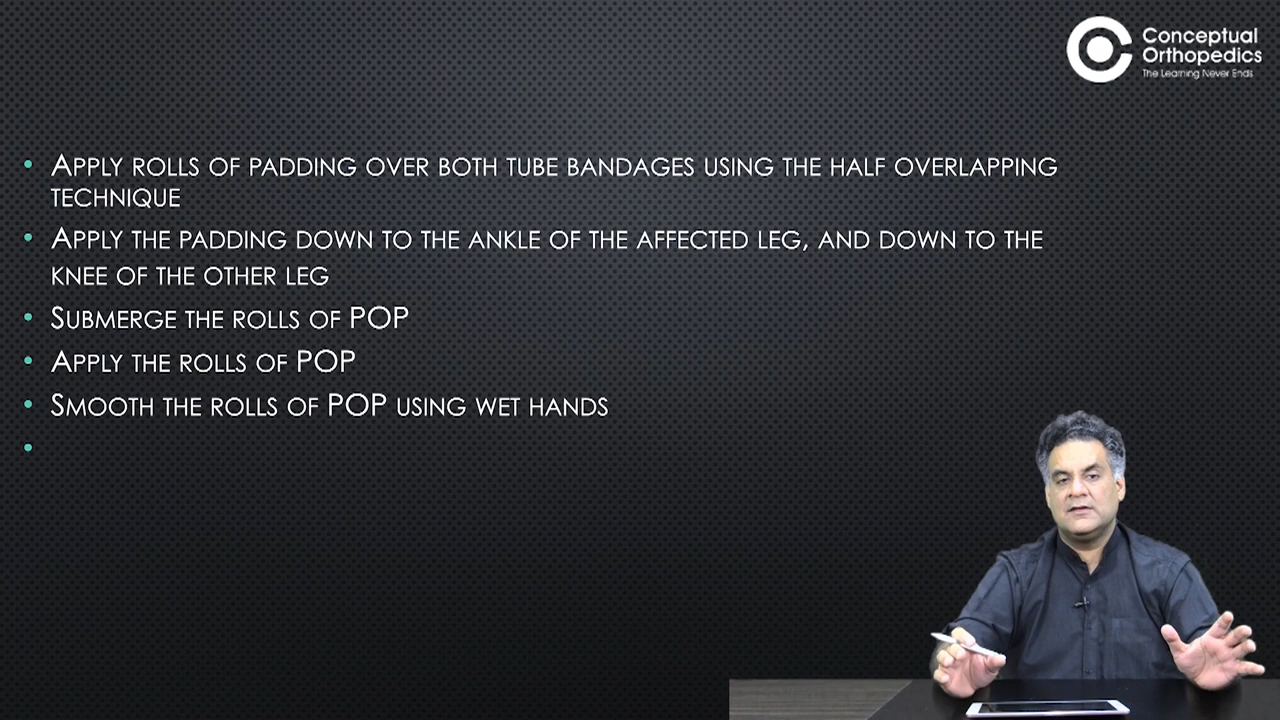 Conceptual
Orthopedics
The Learning Never Ends
• Apply rolls of padding over both tube bandages using the half overlapping
technique
• Apply the padding down to the ankle of the affected leg, and down to the
knee of the other leg
• Submerge the rolls of POP
• Apply the rolls of POP
• Smooth the rolls of POP using wet hands
•